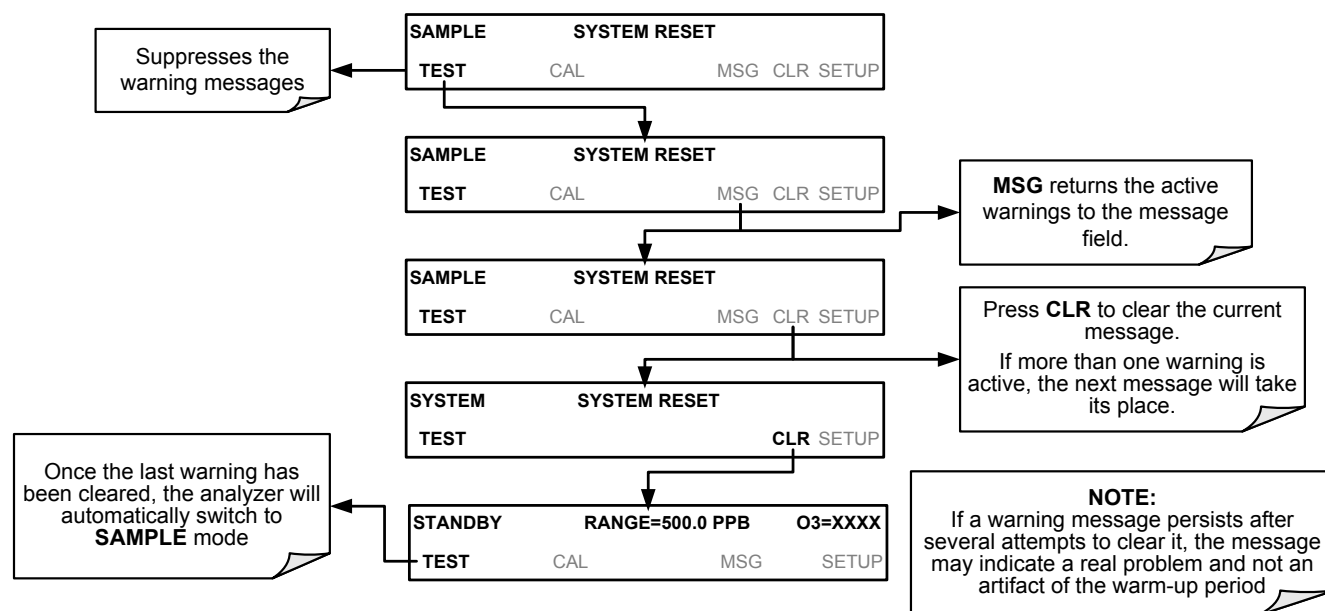 SAMPLE SYSTEM RESET
TEST CAL MSG CLR SETUP
Suppresses the
warning messages
SAMPLE SYSTEM RESET
TEST CAL MSG CLR SETUP
MSG returns the active
warnings to the message
field.
SAMPLE SYSTEM RESET
TEST CAL MSG CLR SETUP
Press CLR to clear the current
message.
If more than one warning is
active, the next message will take
its place.
SYSTEM SYSTEM RESET
TEST CLR SETUP
Once the last warning has
been cleared, the analyzer will
automatically switch to
SAMPLE mode
STANDBY RANGE=500.0 PPB O3=XXXX
TEST CAL MSG SETUP
NOTE:
If a warning message persists after
several attempts to clear it, the message
may indicate a real problem and not an
artifact of the warm-up period